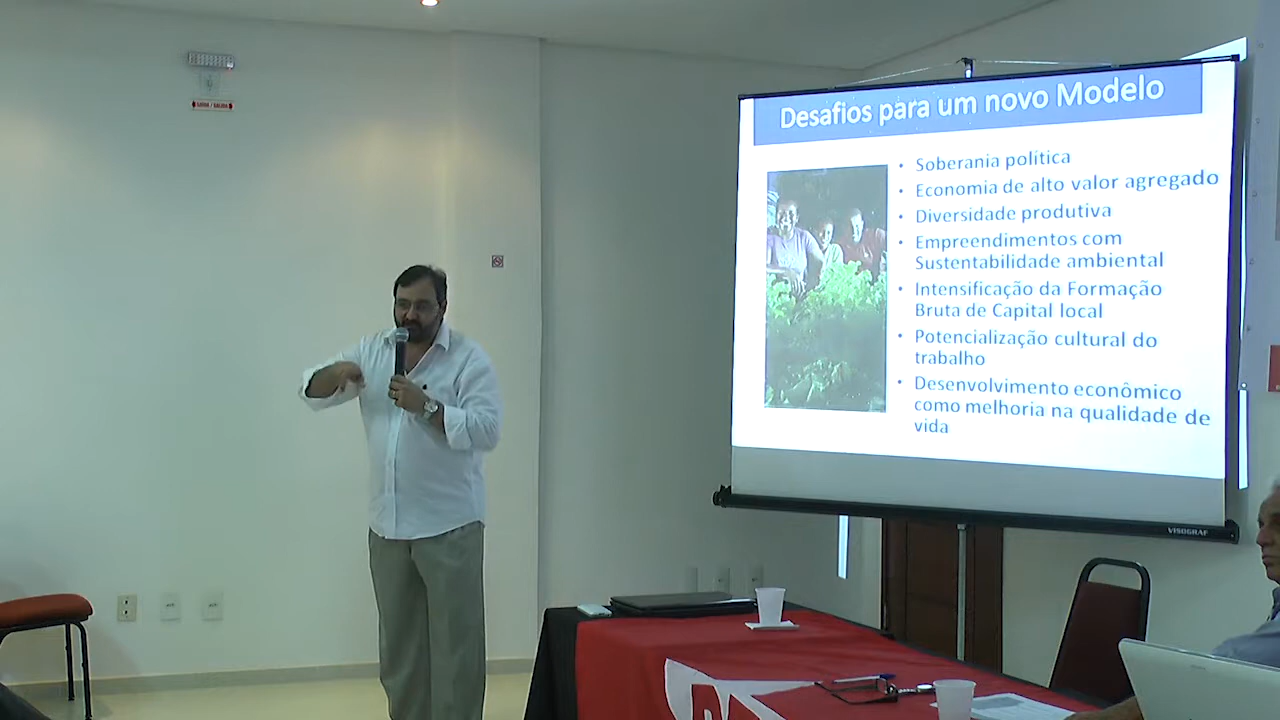 SAÍDA / SALIDA
Desafios para um novo Modelo
• Soberania política
• Economia de alto valor agregado
• Diversidade produtiva
• Empreendimentos com
Sustentabilidade ambiental
• Intensificação da Formação
Bruta de Capital local
• Potencialização cultural do
trabalho
• Desenvolvimento econômico
como melhoria na qualidade de
vida
VISOGRAF